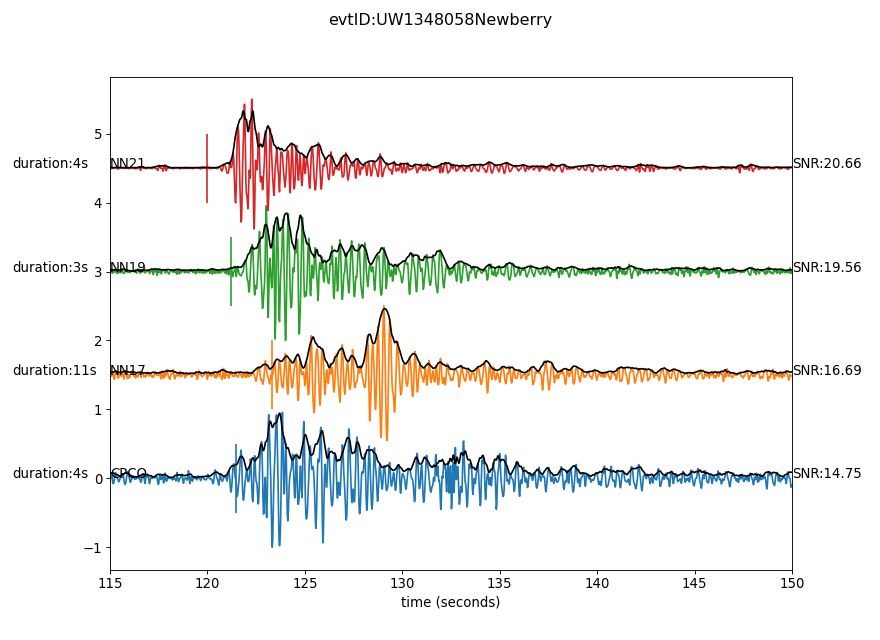 evtID:UW1348058Newberry
duration:4s NN21 SNR:20.66
duration:3s NN19 SNR:19.56
duration:11s NN17 SNR:16.69
duration:4s CPCO SNR:14.75
5
4
3
2
1
0
−1
115 120 125 130 135 140 145 150
time (seconds)